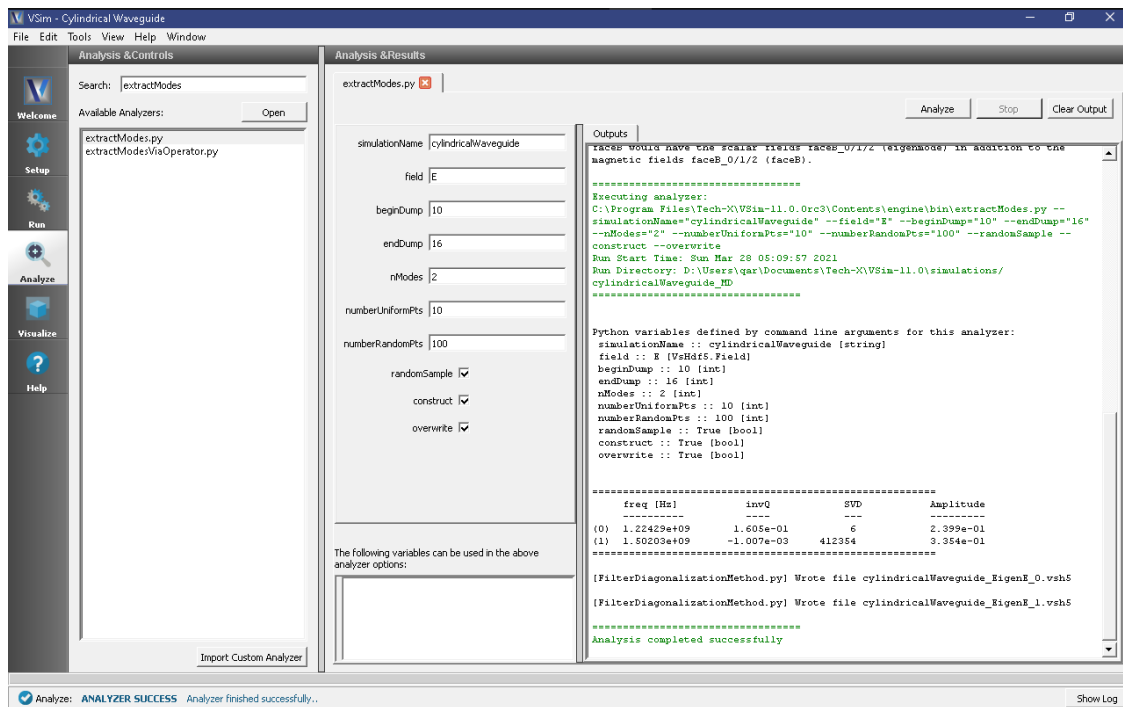 VSim - Cylindrical Waveguide
File Edit Tools View Help Window
Analysis &Controls
Analysis &Results
Welcome
Setup
Run
Analyze
Visualize
Help
Search: extractModes
Available Analyzers:
Open
extractModes.py
extractModesViaOperator.py
Import Custom Analyzer
extractModes.py
Analyze
Stop
Clear Output
simulationName cylindricalWaveguide
field E
beginDump 10
endDump 16
nModes 2
numberUniformPts 10
numberRandomPts 100
randomSample
construct
overwrite
The following variables can be used in the above
analyzer options:
Outputs
faceB would have the scalar fields faceB_0/1/2 (eigenmode) in addition to the
magnetic fields faceB_0/1/2 (faceB).
==================================
Executing analyzer:
C:\Program Files\Tech-X\VSim-11.0.0rc3\Contents\engine\bin\extractModes.py --
simulationName="cylindricalWaveguide" --field="E" --beginDump="10" --endDump="16"
--nModes="2" --numberUniformPts="10" --numberRandomPts="100" --randomSample --
construct --overwrite
Run Start Time: Sun Mar 28 05:09:57 2021
Run Directory: D:\Users\qar\Documents\Tech-X\VSim-11.0\simulations/
cylindricalWaveguide_MD
==================================
Python variables defined by command line arguments for this analyzer:
simulationName :: cylindricalWaveguide [string]
field :: E [VsHdf5.Field]
beginDump :: 10 [int]
endDump :: 16 [int]
nModes :: 2 [int]
numberUniformPts :: 10 [int]
numberRandomPts :: 100 [int]
randomSample :: True [bool]
construct :: True [bool]
overwrite :: True [bool]
========================================================
freq [Hz] invQ SVD Amplitude
---------- ---- --- ---------
(0) 1.22429e+09 1.605e-01 6 2.399e-01
(1) 1.50203e+09 -1.007e-03 412354 3.354e-01
========================================================
[FilterDiagonalizationMethod.py] Wrote file cylindricalWaveguide_EigenE_0.vsh5
[FilterDiagonalizationMethod.py] Wrote file cylindricalWaveguide_EigenE_1.vsh5
==================================
Analysis completed successfully
Analyze: ANALYZER SUCCESS Analyzer finished successfully..
Show Log